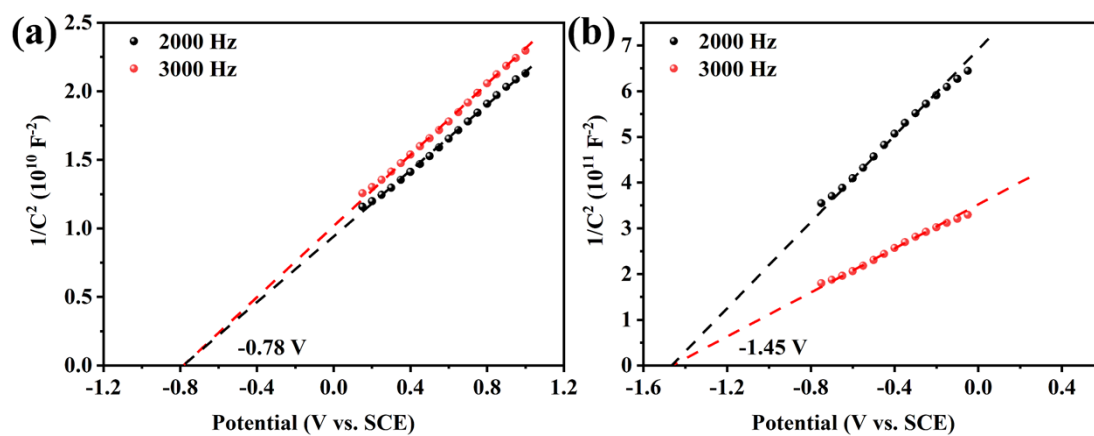 (a)
2000 Hz
3000 Hz
1/C² (10¹⁰ F⁻²)
2.5
2.0
1.5
1.0
0.5
0.0
-0.78 V
-1.2 -0.8 -0.4 0.0 0.4 0.8 1.2
Potential (V vs. SCE)
(b)
2000 Hz
3000 Hz
1/C² (10¹¹ F⁻²)
7
6
5
4
3
2
1
0
-1.45 V
-1.6 -1.2 -0.8 -0.4 0.0 0.4
Potential (V vs. SCE)